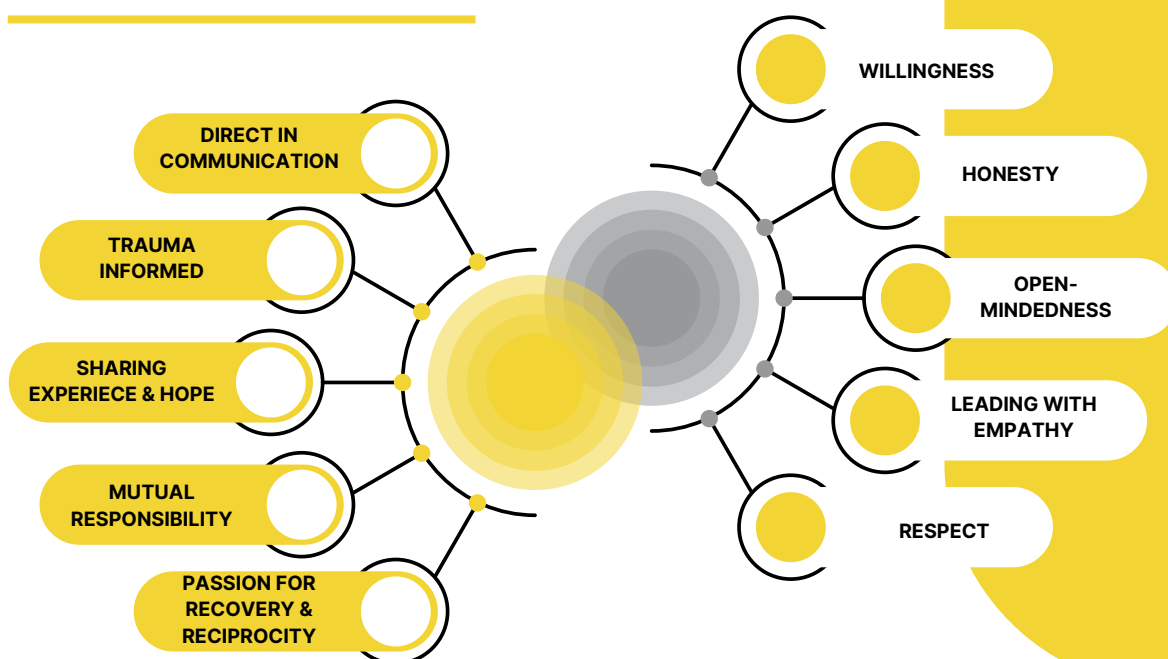 DIRECT IN
COMMUNICATION
TRAUMA
INFORMED
SHARING
EXPERIECE & HOPE
MUTUAL
RESPONSIBILITY
PASSION FOR
RECOVERY &
RECIPROCITY
WILLINGNESS
HONESTY
OPEN-
MINDEDNESS
LEADING WITH
EMPATHY
RESPECT